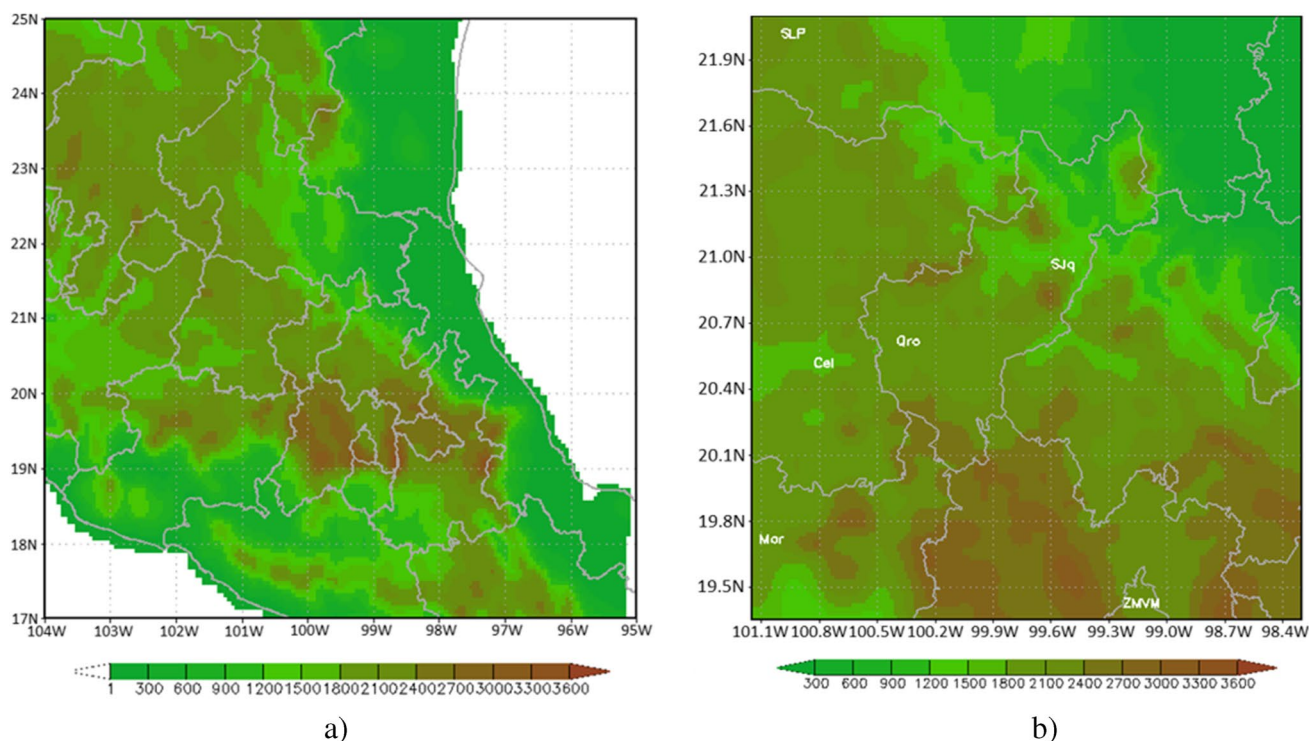 25N
24N
23N
22N
21N
20N
19N
18N
17N
104W 103W 102W 101W 100W 99W 98W 97W 96W 95W
1 300 600 900 1200 1500 1800 2100 2400 2700 3000 3300 3600
a)
21.9N
21.6N
21.3N
21.0N
20.7N
20.4N
20.1N
19.8N
19.5N
SLP
SJq
Qro
Cel
Mor
ZMVM
101.1W 100.8W 100.5W 100.2W 99.9W 99.6W 99.3W 99.0W 98.7W 98.4W
300 600 900 1200 1500 1800 2100 2400 2700 3000 3300 3600
b)